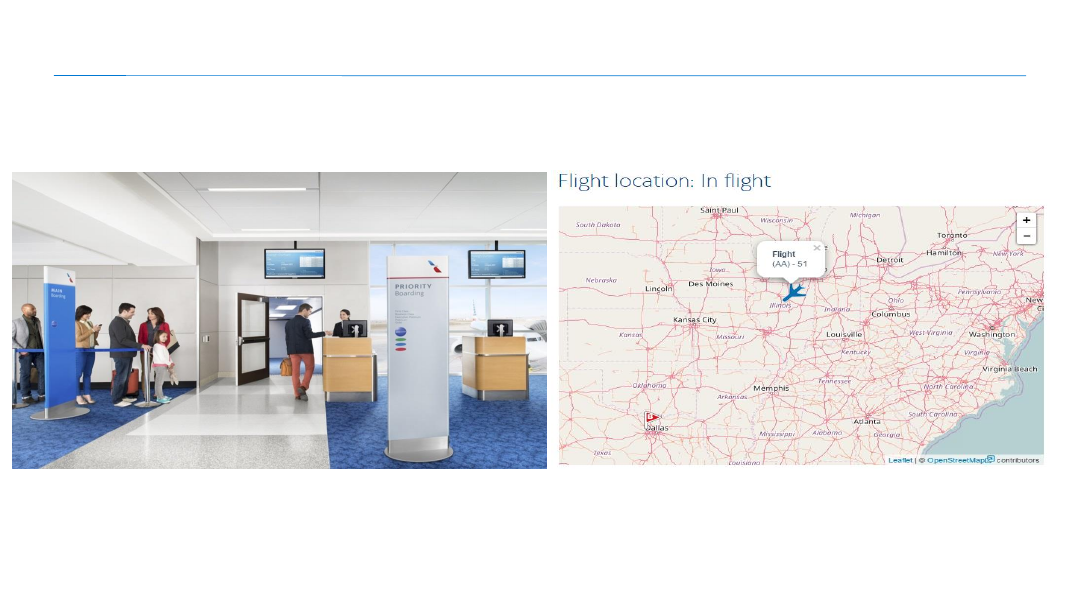 MAIN
Boarding
PRIORITY
Boarding
Flight location: In flight
Saint Paul
Wisconsin
Michigan
South Dakota
Toronto
+
−
Flight
(AA) - 51
×
Hamilton
New York
Detroit
Iowa
Nebraska
Lincoln
Des Moines
Illinois
Indiana
Ohio
Pennsylvania
New
Columbus
Kansas City
Kansas
Missouri
Louisville
West Virginia
Washington
Kentucky
Virginia
Virginia Beach
Oklahoma
Memphis
Tennessee
North Carolina
Arkansas
South Carolina
Dallas
Atlanta
Mississippi
Alabama
Georgia
Texas
Louisiana
Leaflet | © OpenStreetMap contributors